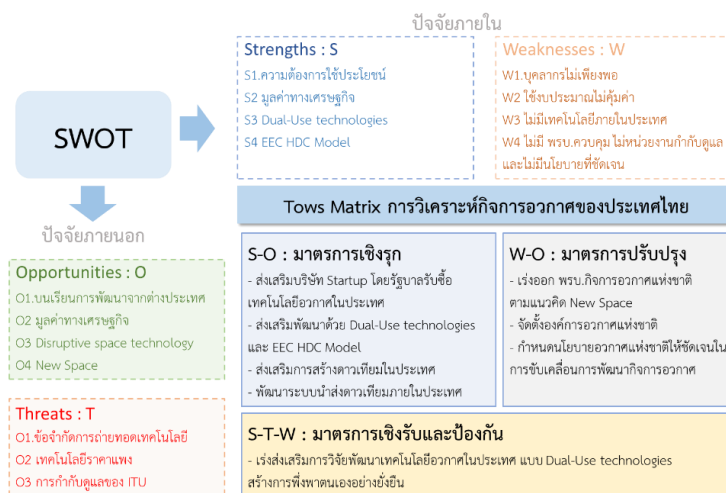 ปัจจัยภายใน
Strengths : S
S1.ความต้องการใช้ประโยชน์
S2 มูลค่าทางเศรษฐกิจ
S3 Dual-Use technologies
S4 EEC HDC Model
Weaknesses : W
W1.บุคลากรไม่เพียงพอ
W2 ใช้งบประมาณไม่คุ้มค่า
W3 ไม่มีเทคโนโลยีภายในประเทศ
W4 ไม่มี พรบ.ควบคุม ไม่หน่วยงานกำกับดูแล
และไม่มีนโยบายที่ชัดเจน
SWOT
ปัจจัยภายนอก
Opportunities : O
O1.บนเรียนการพัฒนาจากต่างประเทศ
O2 มูลค่าทางเศรษฐกิจ
O3 Disruptive space technology
O4 New Space
Threats : T
O1.ข้อจำกัดการถ่ายทอดเทคโนโลยี
O2 เทคโนโลยีราคาแพง
O3 การกำกับดูแลของ ITU
Tows Matrix การวิเคราะห์กิจการอวกาศของประเทศไทย
S-O : มาตรการเชิงรุก
- ส่งเสริมบริษัท Startup โดยรัฐบาลรับซื้อ
เทคโนโลยีอวกาศในประเทศ
- ส่งเสริมพัฒนาด้วย Dual-Use technologies
และ EEC HDC Model
- ส่งเสริมการสร้างดาวเทียมในประเทศ
- พัฒนาระบบนำส่งดาวเทียมภายในประเทศ
W-O : มาตรการปรับปรุง
- เร่งออก พรบ.กิจการอวกาศแห่งชาติ
ตามแนวคิด New Space
- จัดตั้งองค์การอวกาศแห่งชาติ
- กำหนดนโยบายอวกาศแห่งชาติให้ชัดเจนใน
การขับเคลื่อนการพัฒนากิจการอวกาศ
S-T-W : มาตรการเชิงรับและป้องกัน
- เร่งส่งเสริมการวิจัยพัฒนาเทคโนโลยีอวกาศในประเทศ แบบ Dual-Use technologies
สร้างการพึ่งพาตนเองอย่างยั่งยืน